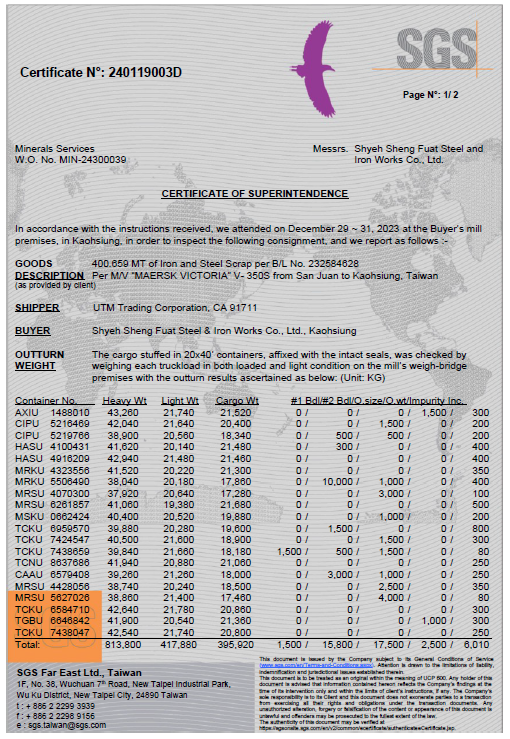 SGS
Certificate N°: 240119003D
Page N°: 1/ 2
Minerals Services
W.O. No. MIN-24300039
Messrs. Shyeh Sheng Fuat Steel and
Iron Works Co., Ltd.
CERTIFICATE OF SUPERINTENDENCE
In accordance with the instructions received, we attended on December 29 ~ 31, 2023 at the Buyer's mill
premises, in Kaohsiung, in order to inspect the following consignment, and we report as follows :-
GOODS 400.659 MT of Iron and Steel Scrap per B/L No. 232584628
DESCRIPTION Per M/V "MAERSK VICTORIA" V- 350S from San Juan to Kaohsiung, Taiwan
(as provided by client)
SHIPPER UTM Trading Corporation, CA 91711
BUYER Shyeh Sheng Fuat Steel & Iron Works Co., Ltd., Kaohsiung
OUTTURN The cargo stuffed in 20x40' containers, affixed with the intact seals, was checked by
WEIGHT weighing each truckload in both loaded and light condition on the mill's weigh-bridge
premises with the outturn results ascertained as below: (Unit: KG)
Container No. Heavy Wt Light Wt Cargo Wt #1 Bdl/#2 Bdl/O.size/O.wt/Impurity Inc.
AXIU 1488010 43,260 21,740 21,520 0 / 0 / 0 / 1,500 / 300
CIPU 5216469 42,040 21,640 20,400 0 / 0 / 1,500 / 0 / 200
CIPU 5219766 38,900 20,560 18,340 0 / 500 / 500 / 0 / 200
HASU 4100431 41,620 20,140 21,480 0 / 300 / 0 / 0 / 400
HASU 4916209 42,940 21,480 21,460 0 / 0 / 0 / 0 / 400
MRKU 4323556 41,520 20,220 21,300 0 / 0 / 0 / 0 / 350
MRKU 5506490 38,040 20,180 17,860 0 / 10,000 / 1,000 / 0 / 400
MRSU 4070300 37,920 20,640 17,280 0 / 0 / 3,000 / 0 / 100
MRSU 6261857 41,060 19,380 21,680 0 / 0 / 0 / 0 / 500
MSKU 0662424 40,400 20,520 19,880 0 / 0 / 1,000 / 0 / 200
TCKU 6959570 39,880 20,280 19,600 0 / 1,500 / 0 / 0 / 800
TCKU 7424547 40,500 21,600 18,900 0 / 0 / 1,500 / 0 / 300
TCKU 7438659 39,840 21,660 18,180 1,500 / 500 / 1,500 / 0 / 80
TCNU 8637686 41,940 20,880 21,060 0 / 0 / 0 / 0 / 250
CAAU 6579408 39,260 21,260 18,000 0 / 3,000 / 1,000 / 0 / 250
MRSU 4428056 38,740 20,240 18,500 0 / 0 / 2,500 / 0 / 350
MRSU 5627026 38,860 21,400 17,460 0 / 0 / 4,000 / 0 / 80
TCKU 6584710 42,640 21,780 20,860 0 / 0 / 0 / 0 / 300
TGBU 6646842 41,900 20,540 21,360 0 / 0 / 0 / 1,000 / 300
TCKU 7438047 42,540 21,740 20,800 0 / 0 / 0 / 0 / 250
Total: 813,800 417,880 395,920 1,500 / 15,800 / 17,500 / 2,500 / 6,010
SGS Far East Ltd., Taiwan
1F, No. 38, Wuchuan 7th Road, New Taipei Industrial Park,
Wu Ku District, New Taipei City, 24890 Taiwan
t : + 886 2 2299 3939
f : + 886 2 2298 9156
e : sgs.taiwan@sgs.com
This document is issued by the Company subject to its General Conditions of Service
(www.sgs.com/en/Terms-and-Conditions.aspx). Attention is drawn to the limitations of liability,
indemnification and jurisdictional issues established therein.
This document is to be treated as an original within the meaning of UCP 600. Any holder of this
document is advised that information contained hereon reflects the Company's findings at the
time of its intervention only and within the limits of client's instructions, if any. The Company's
sole responsibility is to its Client and this document does not exonerate parties to a transaction
from exercising all their rights and obligations under the transaction documents. Any
unauthorized alteration, forgery or falsification of the content or appearance of this document is
unlawful and offenders may be prosecuted to the fullest extent of the law.
The authenticity of this document may be verified at